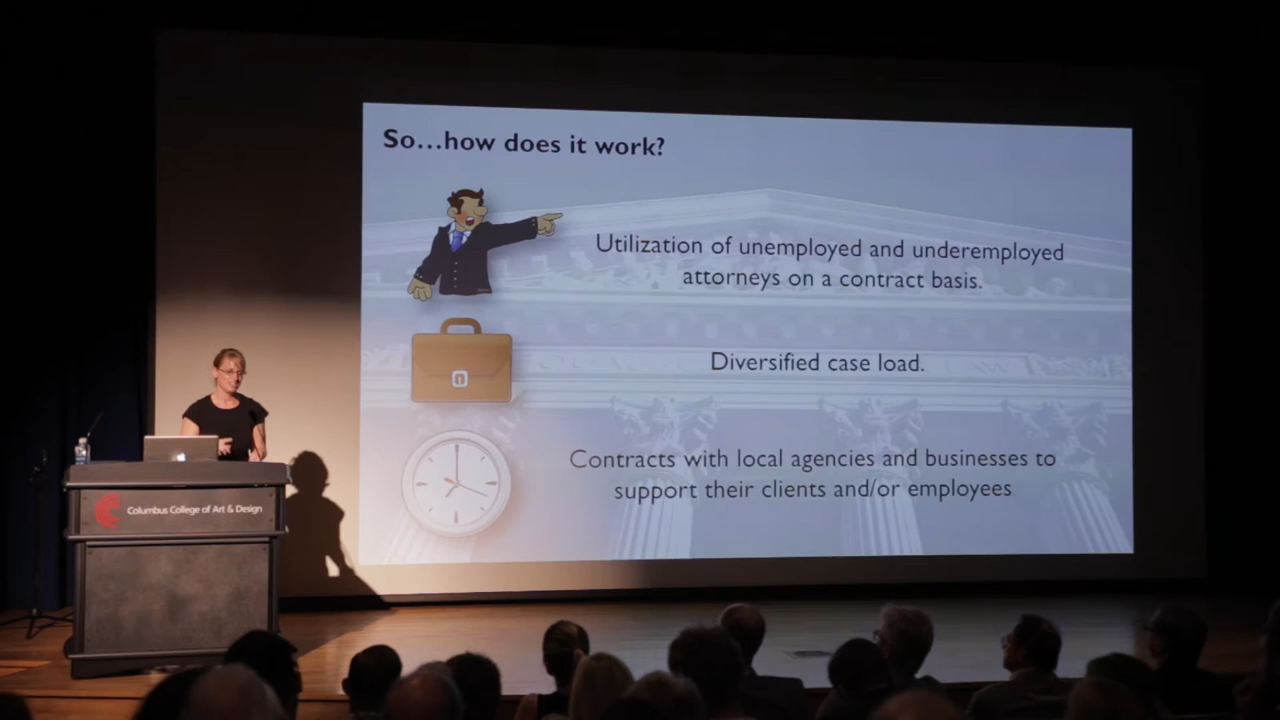 So...how does it work?
Utilization of unemployed and underemployed
attorneys on a contract basis.
Diversified case load.
Contracts with local agencies and businesses to
support their clients and/or employees
Columbus College of Art & Design